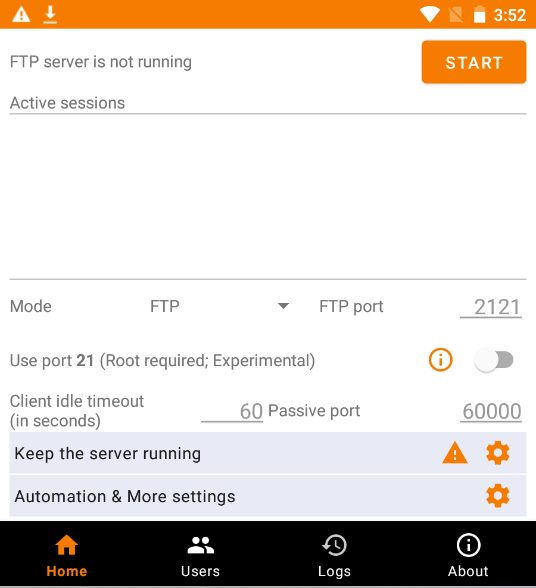 3:52
FTP server is not running
START
Active sessions
Mode FTP FTP port 2121
Use port 21 (Root required; Experimental)
Client idle timeout
(in seconds) 60 Passive port 60000
Keep the server running
Automation & More settings
Home Users Logs About